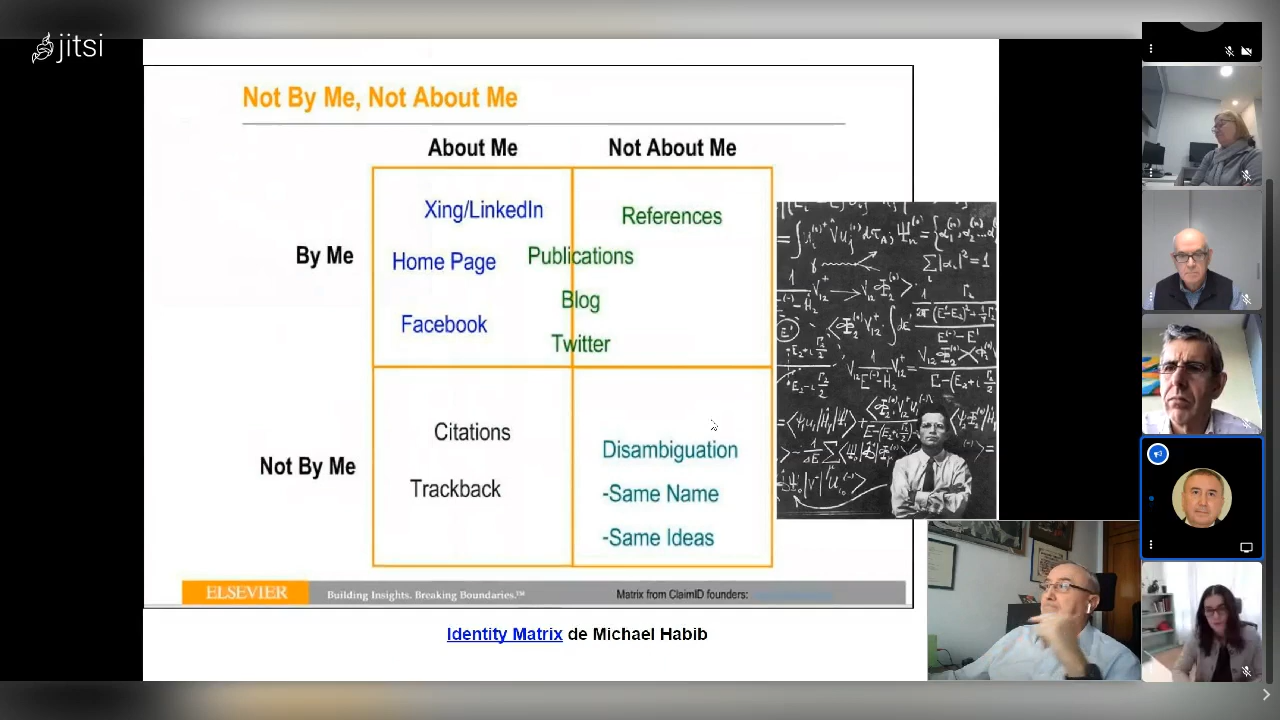 jitsi
Not By Me, Not About Me
About Me
Not About Me
By Me
Xing/LinkedIn
References
Home Page
Publications
Blog
Facebook
Twitter
Not By Me
Citations
Disambiguation
Trackback
-Same Name
-Same Ideas
ELSEVIER
Building Insights. Breaking Boundaries.™
Matrix from ClaimID founders:
Identity Matrix de Michael Habib